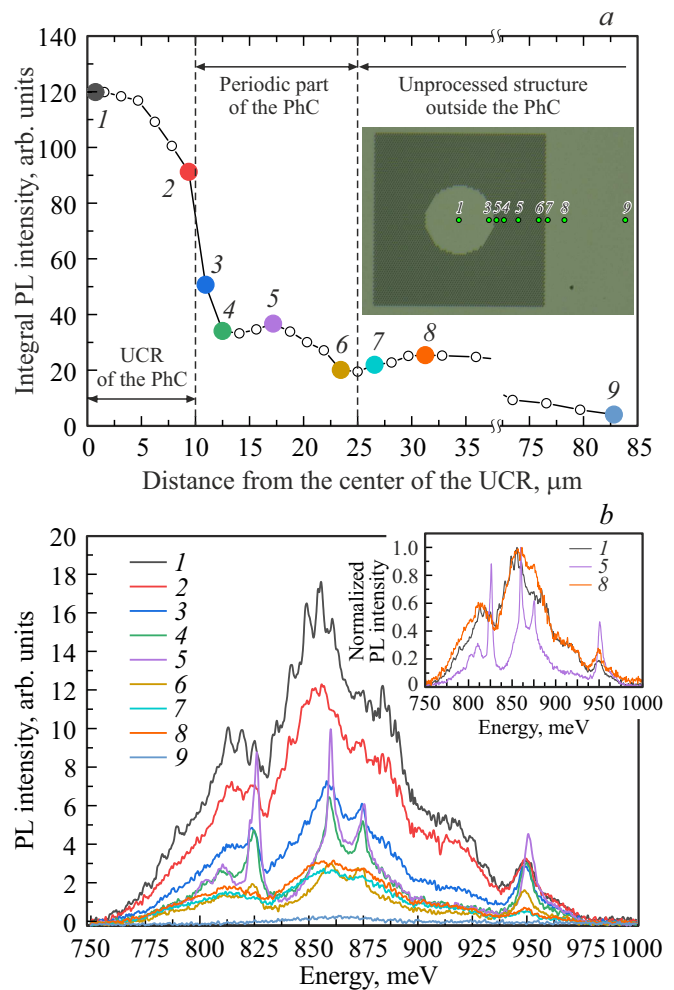 a
140
120
100
80
60
40
20
0
Integral PL intensity, arb. units
Periodic part
of the PhC
Unprocessed structure
outside the PhC
1
2
3
4
5
6
7
8
9
1 3 5 4 5 6 7 8 9
UCR
of the PhC
0 5 10 15 20 25 30 35 75 80 85
Distance from the center of the UCR, μm
b
20
18
16
14
12
10
8
6
4
2
0
PL intensity, arb. units
1
2
3
4
5
6
7
8
9
1.0
0.8
0.6
0.4
0.2
Normalized
PL intensity
1
5
8
750 800 850 900 950 1000
Energy, meV
750 775 800 825 850 875 900 925 950 975 1000
Energy, meV